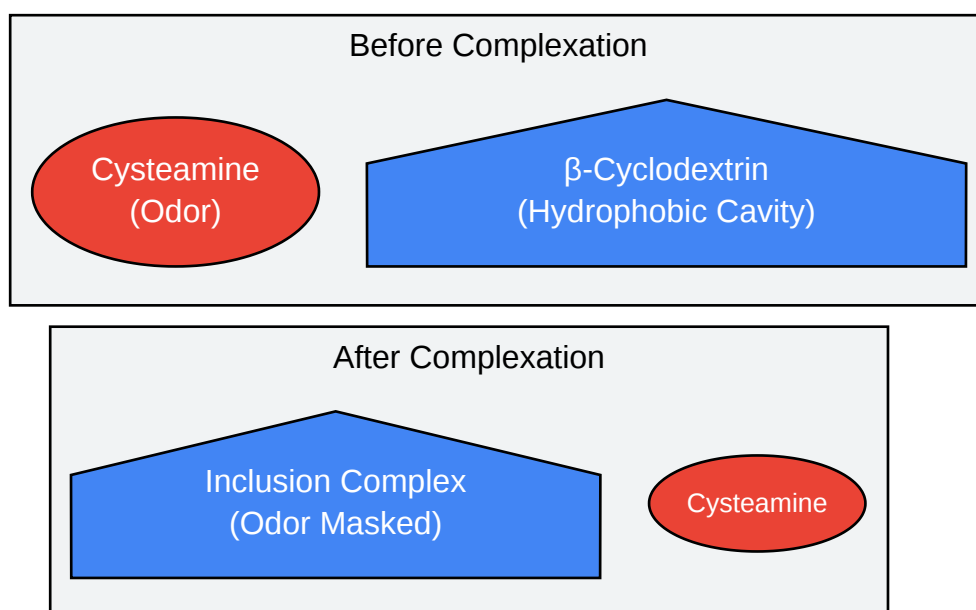 Before Complexation
Cysteamine
(Odor)
β-Cyclodextrin
(Hydrophobic Cavity)
After Complexation
Inclusion Complex
(Odor Masked)
Cysteamine